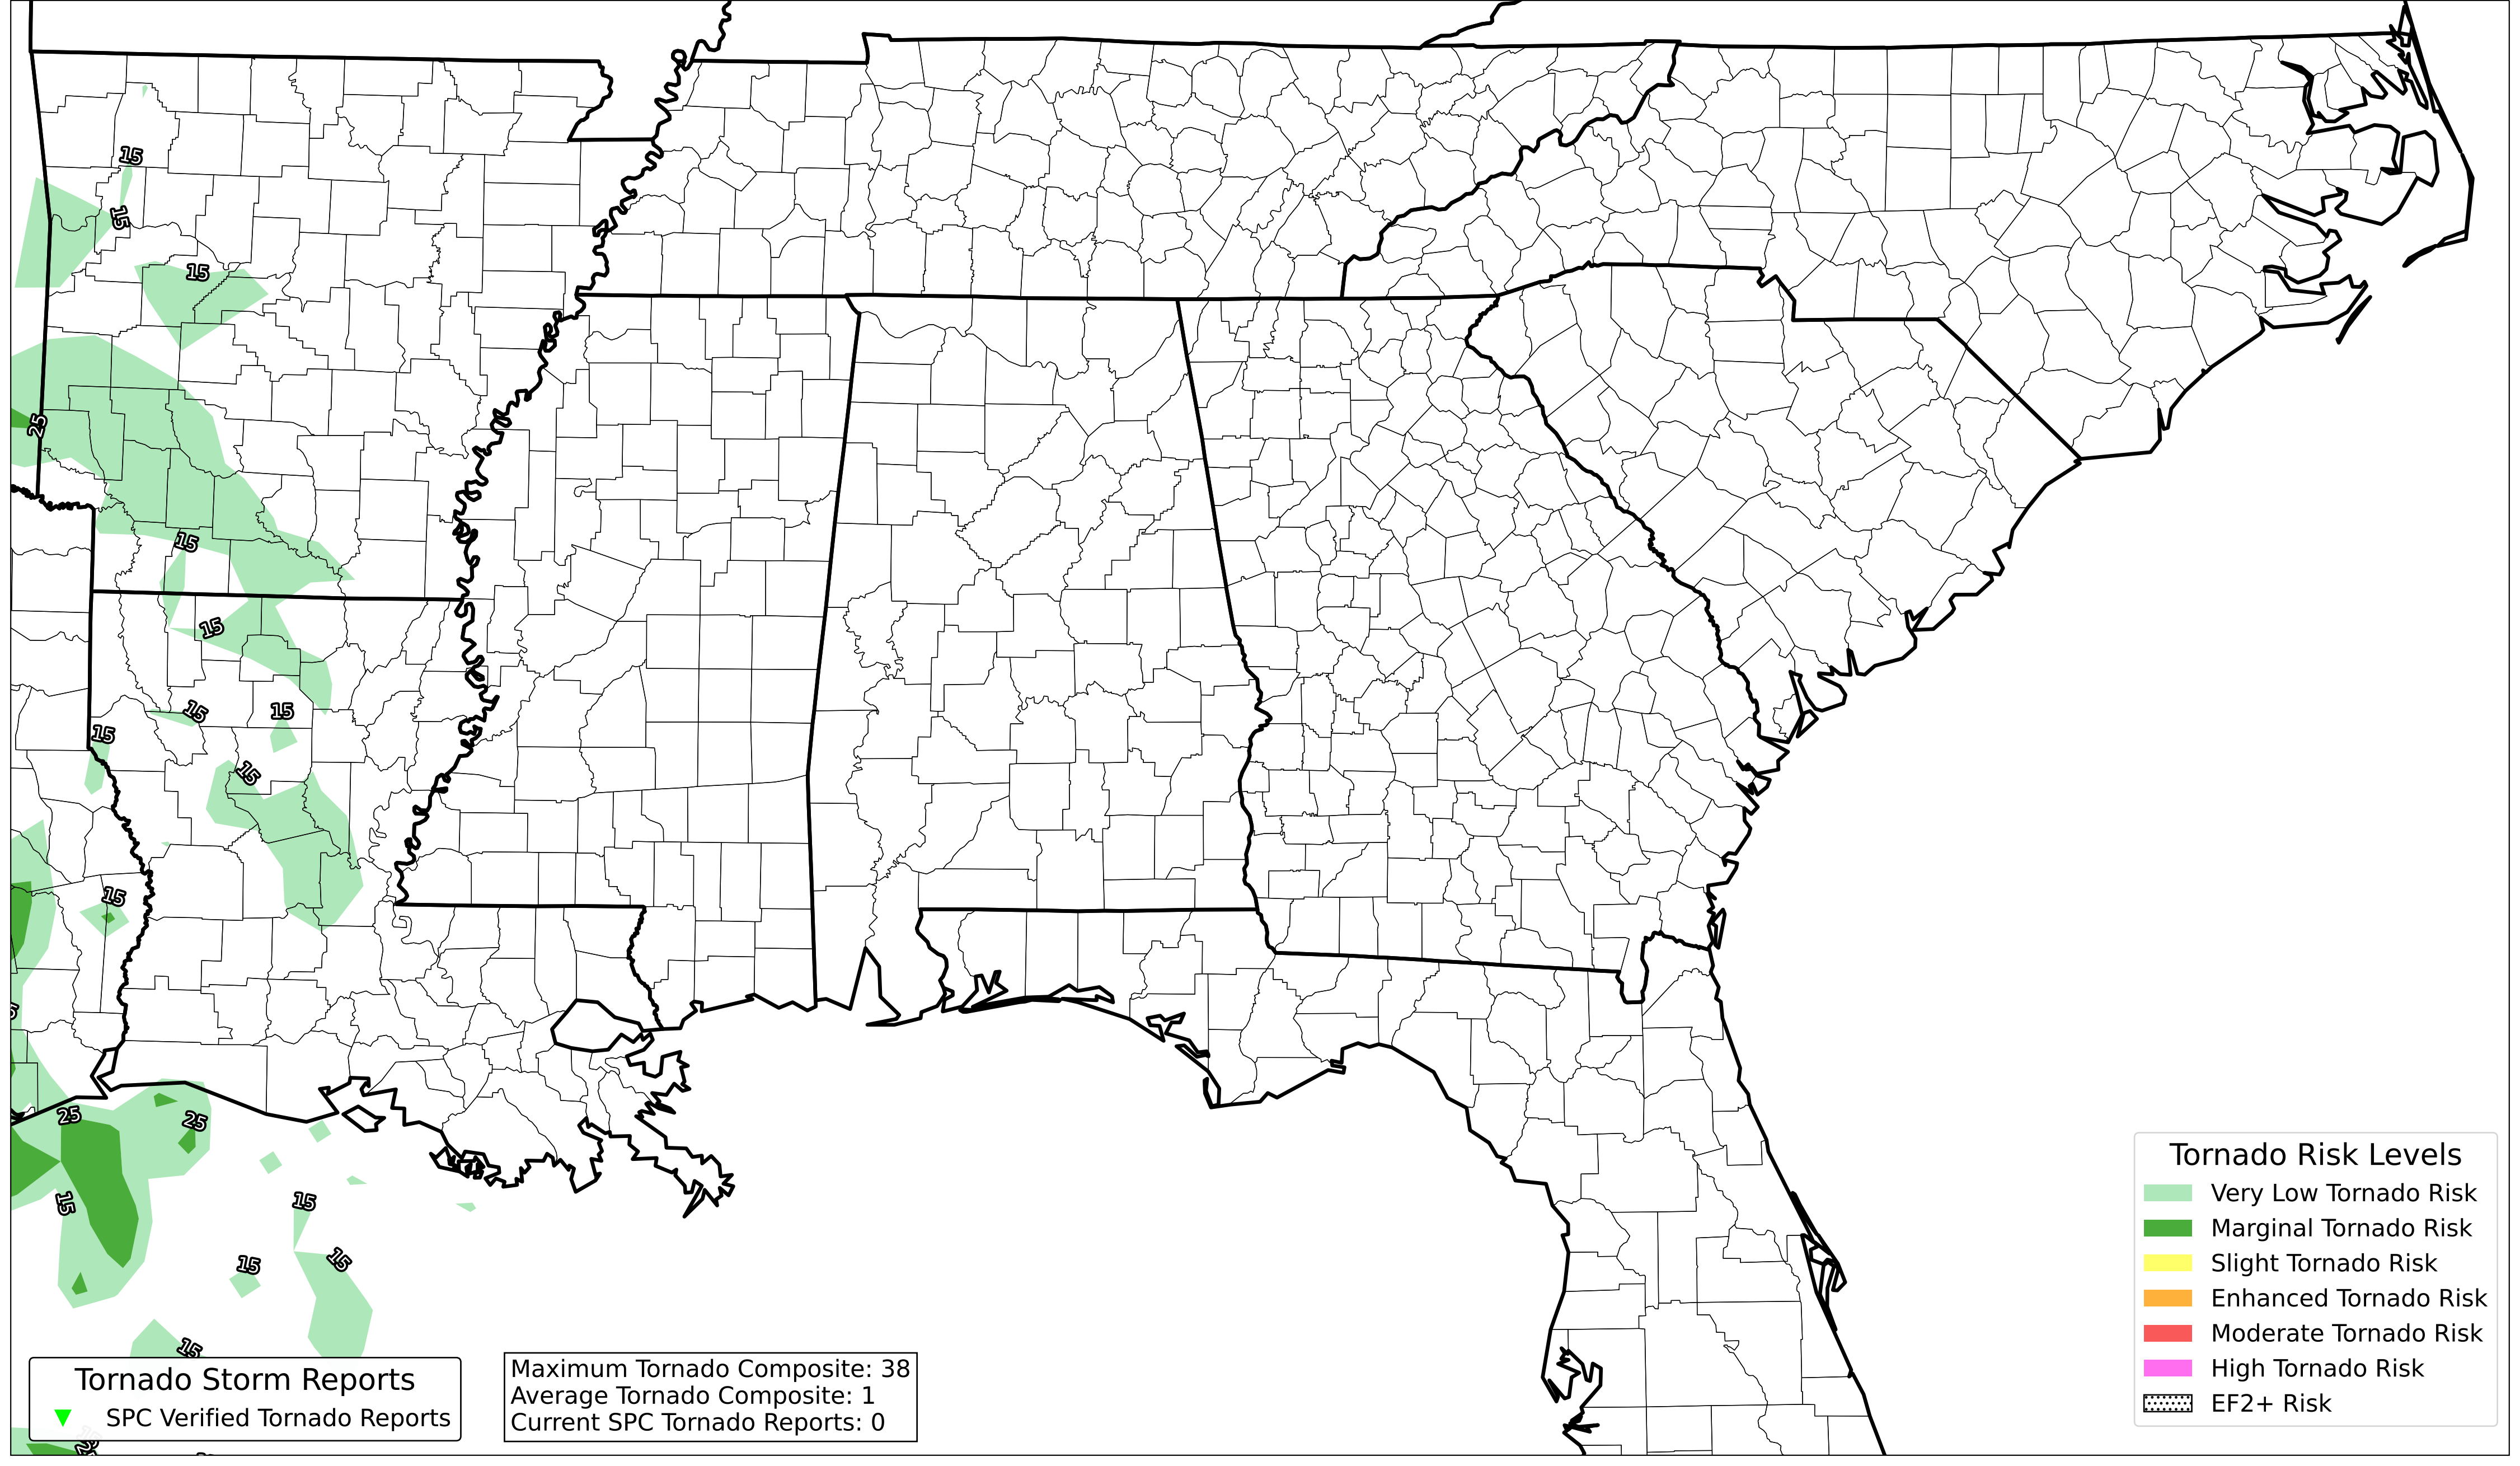 15
15
15
25
15
15
15
15
15
15
15
25
25
15
15
15
15
15
Tornado Storm Reports
SPC Verified Tornado Reports
Maximum Tornado Composite: 38
Average Tornado Composite: 1
Current SPC Tornado Reports: 0
Tornado Risk Levels
Very Low Tornado Risk
Marginal Tornado Risk
Slight Tornado Risk
Enhanced Tornado Risk
Moderate Tornado Risk
High Tornado Risk
EF2+ Risk